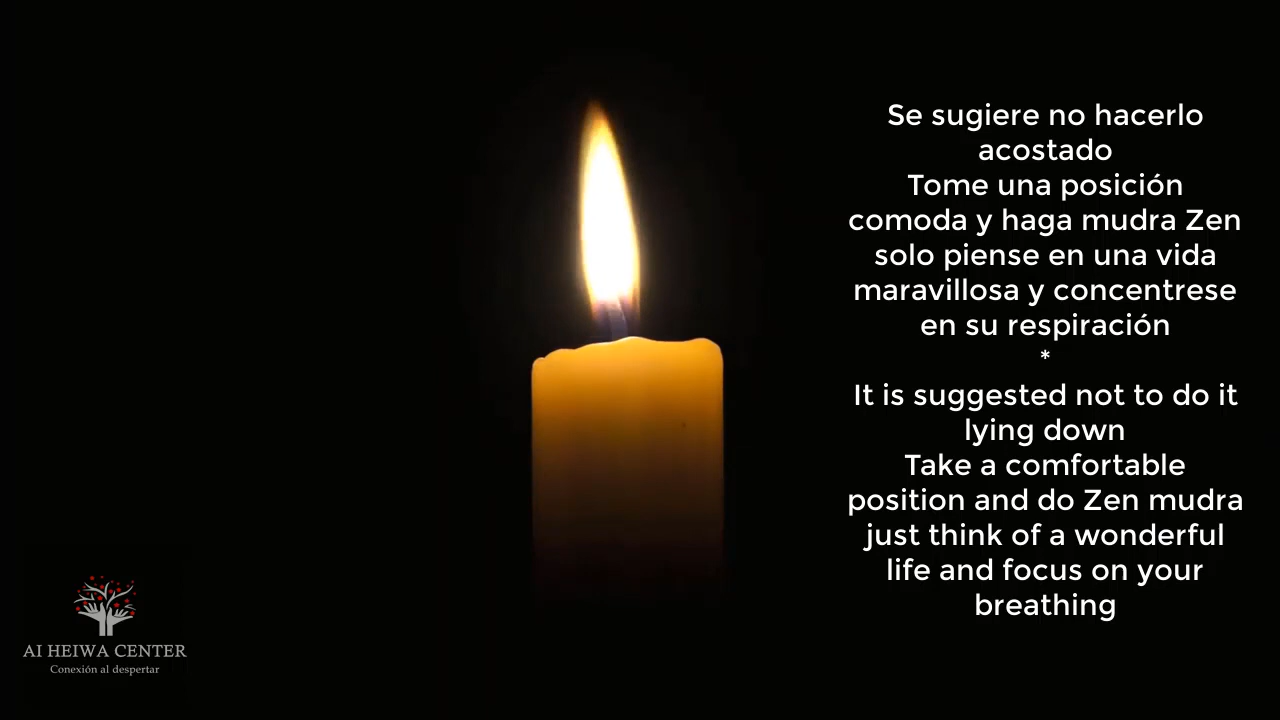 Se sugiere no hacerlo
acostado
Tome una posición
comoda y haga mudra Zen
solo piense en una vida
maravillosa y concentrese
en su respiración
*
It is suggested not to do it
lying down
Take a comfortable
position and do Zen mudra
just think of a wonderful
life and focus on your
breathing
AI HEIWA CENTER
Conexión al despertar